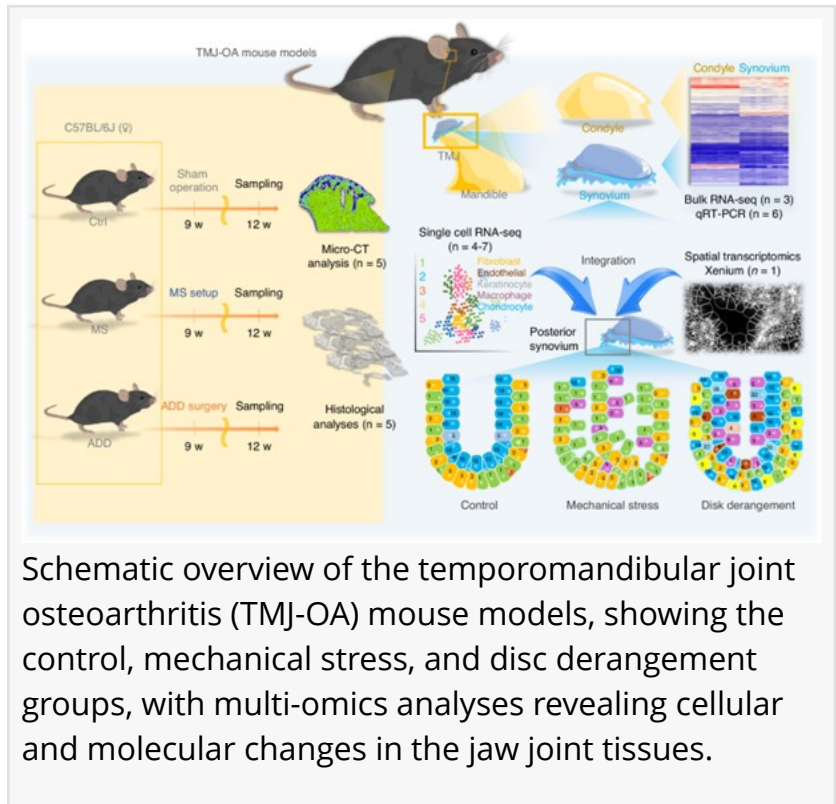 TMJ-OA mouse models
C57BL/6J (♀)
Sham
operation
Sampling
Ctrl
9 w
12 w
Micro-CT
analysis (n = 5)
MS setup
Sampling
MS
9 w
12 w
ADD surgery
Sampling
ADD
9 w
12 w
Histological
analyses (n = 5)
TMJ
Mandible
Condyle
Synovium
Condyle Synovium
Bulk RNA-seq (n = 3)
qRT-PCR (n = 6)
Single cell RNA-seq
(n = 4-7)
1
2
3
4
5
Fibroblast
Endothelial
Keratinocyte
Macrophage
Chondrocyte
Integration
Spatial transcriptomics
Xenium (n = 1)
Posterior
synovium
Control
Mechanical stress
Disk derangement
Schematic overview of the temporomandibular joint
osteoarthritis (TMJ-OA) mouse models, showing the
control, mechanical stress, and disc derangement
groups, with multi-omics analyses revealing cellular
and molecular changes in the jaw joint tissues.